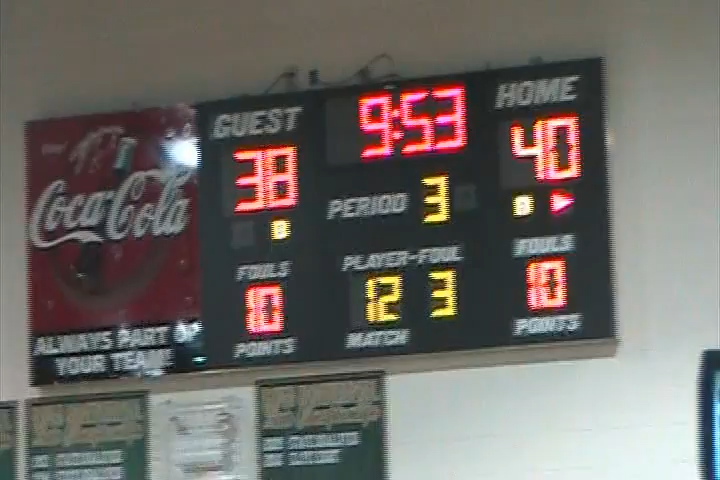 GUEST 9:53 HOME
38 40
PERIOD 3
B B
FOULS PLAYER-FOUL FOULS
10 12 3 10
POINTS MATCH POINTS
Coca-Cola
ALWAYS PART OF
YOUR TEAM!